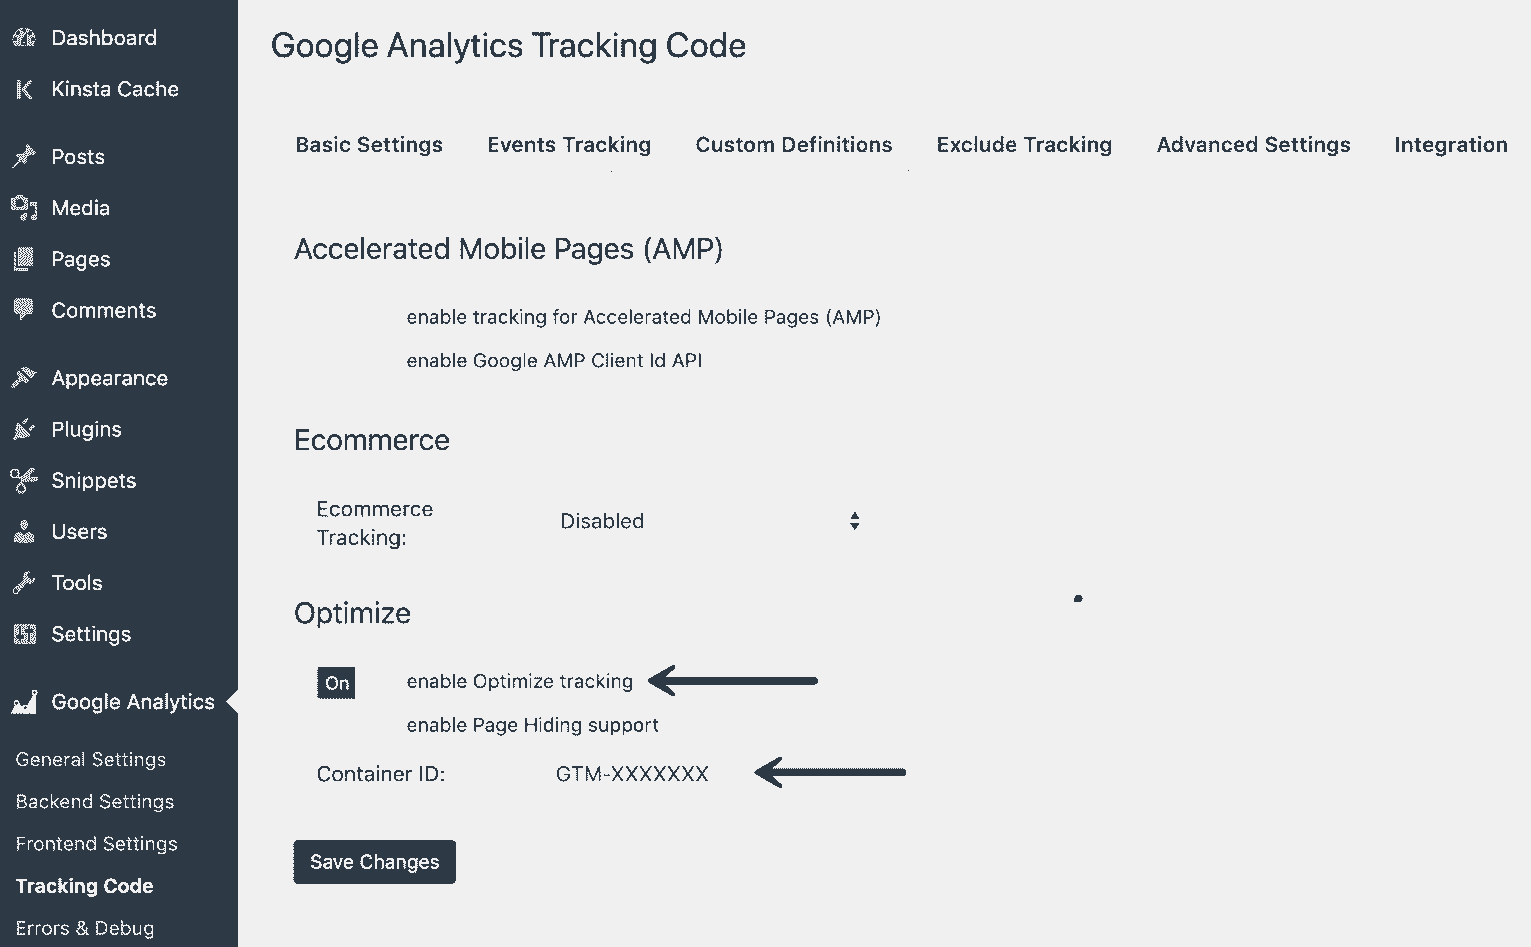 Dashboard
Kinsta Cache
Posts
Media
Pages
Comments
Appearance
Plugins
Snippets
Users
Tools
Settings
Google Analytics
General Settings
Backend Settings
Frontend Settings
Tracking Code
Errors & Debug
Google Analytics Tracking Code
Basic Settings Events Tracking Custom Definitions Exclude Tracking Advanced Settings Integration
Accelerated Mobile Pages (AMP)
enable tracking for Accelerated Mobile Pages (AMP)
enable Google AMP Client Id API
Ecommerce
Ecommerce
Tracking:
Disabled
Optimize
On enable Optimize tracking
enable Page Hiding support
Container ID: GTM-XXXXXXX
Save Changes